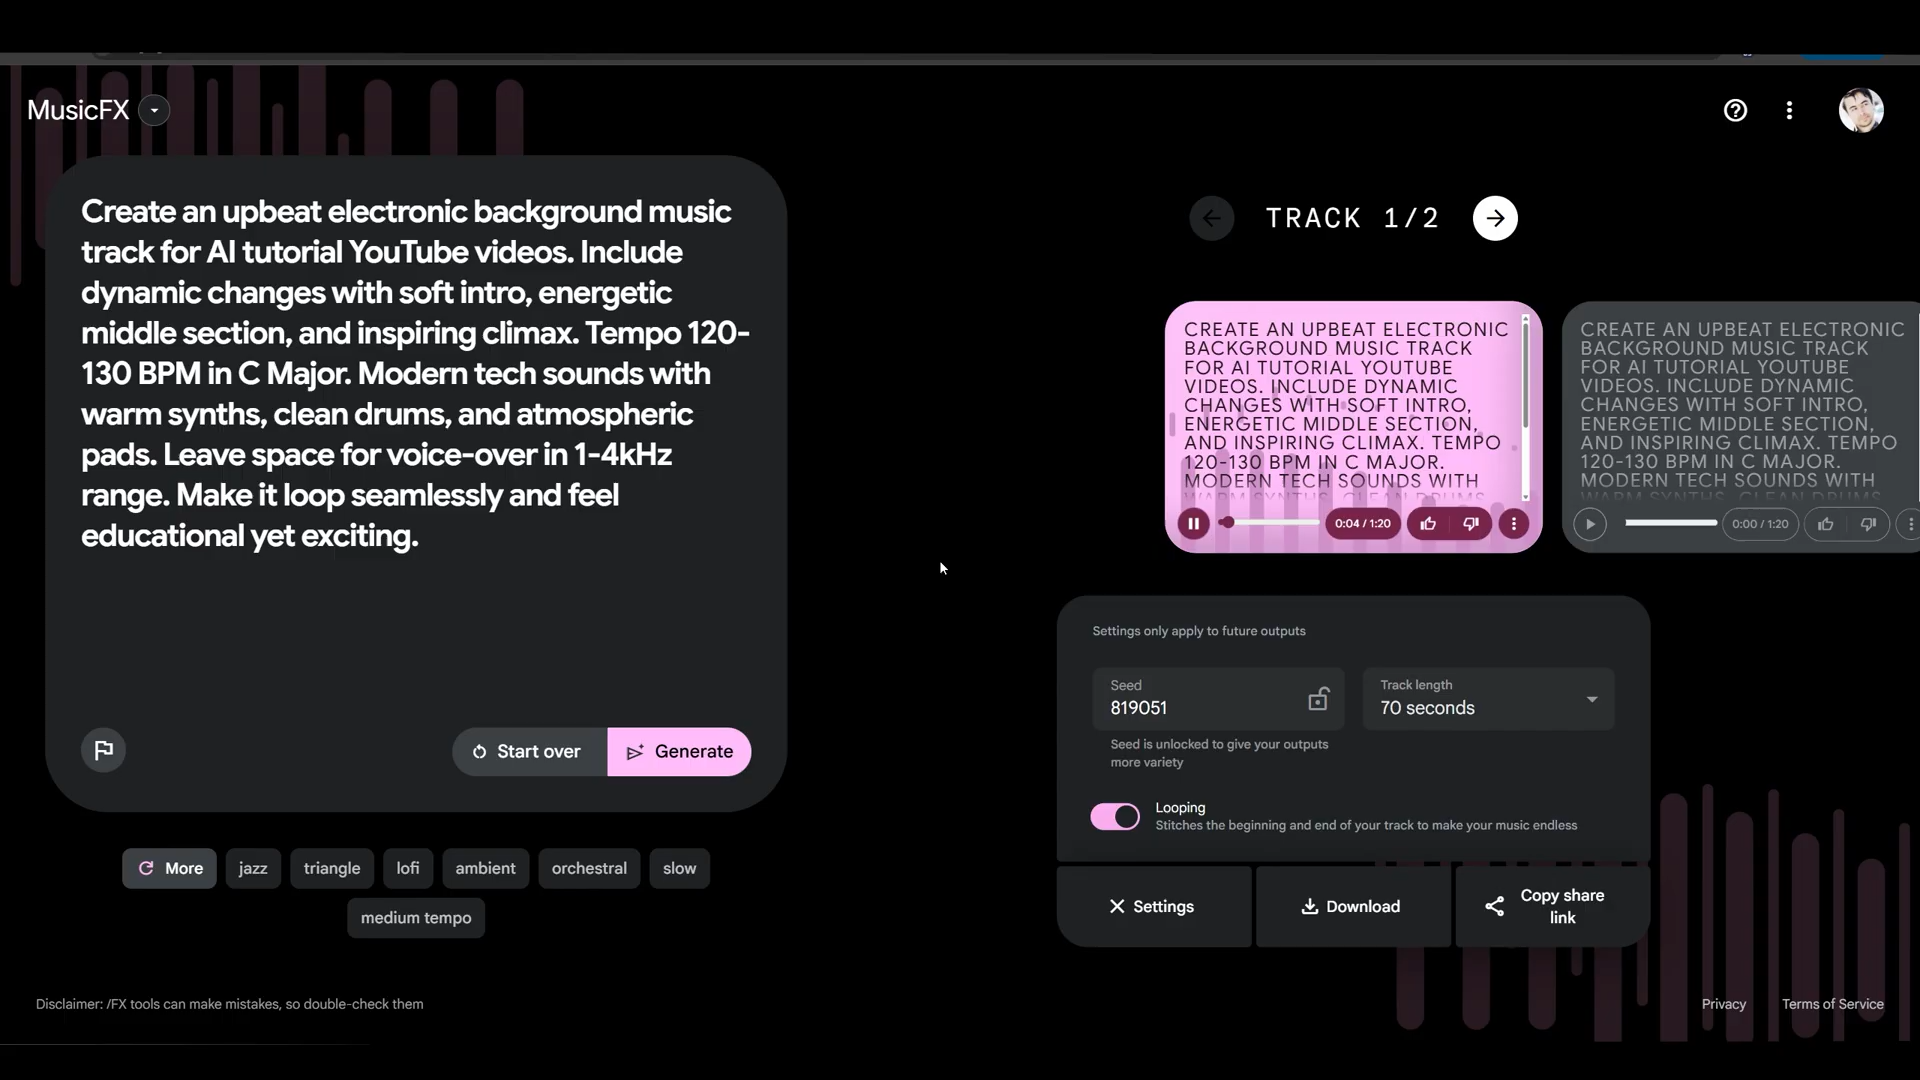 MusicFX
Create an upbeat electronic background music
track for AI tutorial YouTube videos. Include
dynamic changes with soft intro, energetic
middle section, and inspiring climax. Tempo 120-
130 BPM in C Major. Modern tech sounds with
warm synths, clean drums, and atmospheric
pads. Leave space for voice-over in 1-4kHz
range. Make it loop seamlessly and feel
educational yet exciting.
Start over
Generate
More
jazz
triangle
lofi
ambient
orchestral
slow
medium tempo
TRACK 1/2
CREATE AN UPBEAT ELECTRONIC
BACKGROUND MUSIC TRACK
FOR AI TUTORIAL YOUTUBE
VIDEOS. INCLUDE DYNAMIC
CHANGES WITH SOFT INTRO,
ENERGETIC MIDDLE SECTION,
AND INSPIRING CLIMAX. TEMPO
120-130 BPM IN C MAJOR.
MODERN TECH SOUNDS WITH
WARM SYNTHS, CLEAN DRUMS,
0:04 / 1:20
CREATE AN UPBEAT ELECTRONIC
BACKGROUND MUSIC TRACK
FOR AI TUTORIAL YOUTUBE
VIDEOS. INCLUDE DYNAMIC
CHANGES WITH SOFT INTRO,
ENERGETIC MIDDLE SECTION,
AND INSPIRING CLIMAX. TEMPO
120-130 BPM IN C MAJOR.
MODERN TECH SOUNDS WITH
WARM SYNTHS, CLEAN DRUMS,
0:00 / 1:20
Settings only apply to future outputs
Seed
819051
Seed is unlocked to give your outputs
more variety
Track length
70 seconds
Looping
Stitches the beginning and end of your track to make your music endless
Settings
Download
Copy share
link
Disclaimer: /FX tools can make mistakes, so double-check them
Privacy
Terms of Service